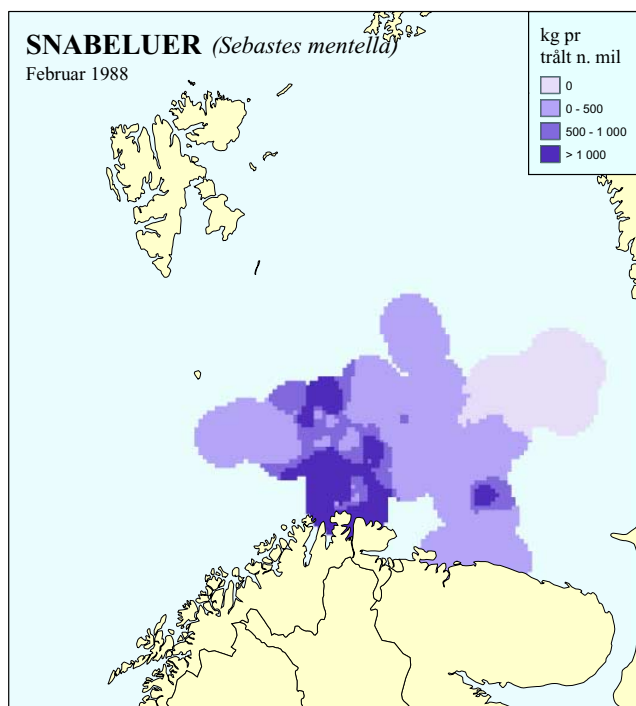 SNABELUER (Sebastes mentella)
Februar 1988
kg pr
trålt n. mil
0
0 - 500
500 - 1 000
> 1 000